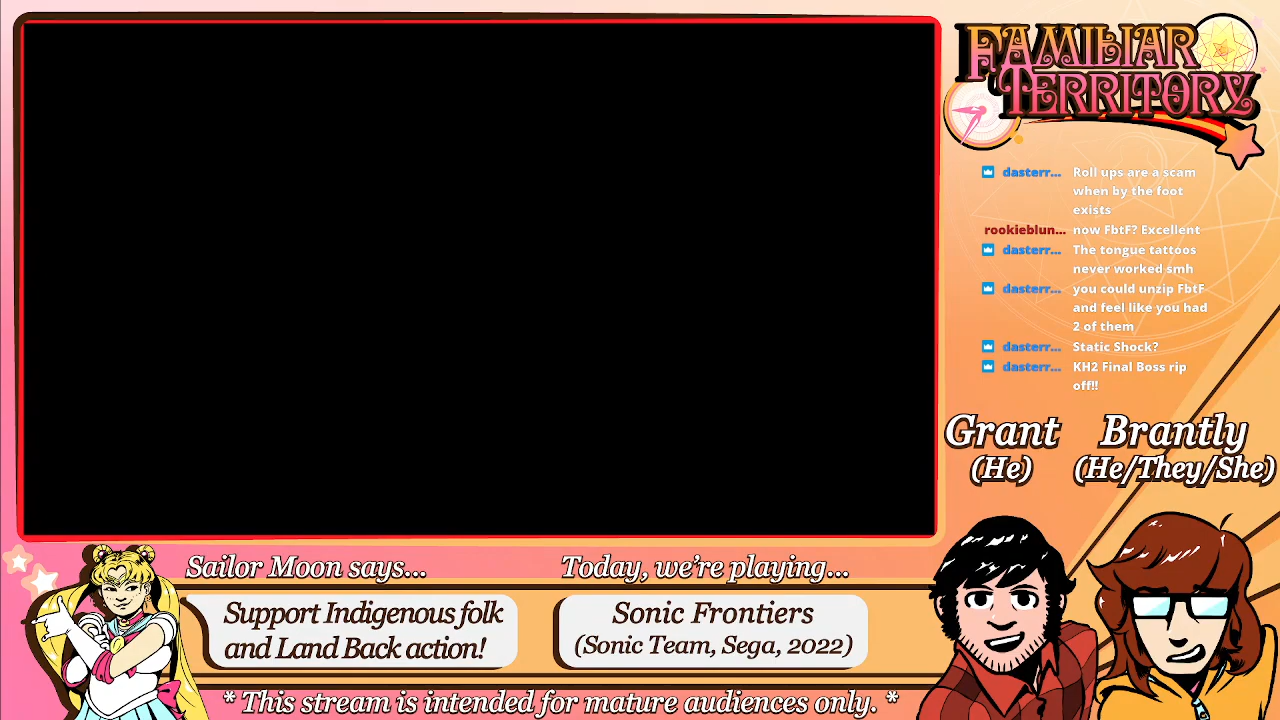 FAMILIAR
TERRITORY
dasterr... Roll ups are a scam
when by the foot
exists
rookieblun... now FbtF? Excellent
dasterr... The tongue tattoos
never worked smh
dasterr... you could unzip FbtF
and feel like you had
2 of them
dasterr... Static Shock?
dasterr... KH2 Final Boss rip
off!!
Grant
(He)
Brantly
(He/They/She)
Sailor Moon says...
Support Indigenous folk
and Land Back action!
Today, we're playing...
Sonic Frontiers
(Sonic Team, Sega, 2022)
* This stream is intended for mature audiences only. *